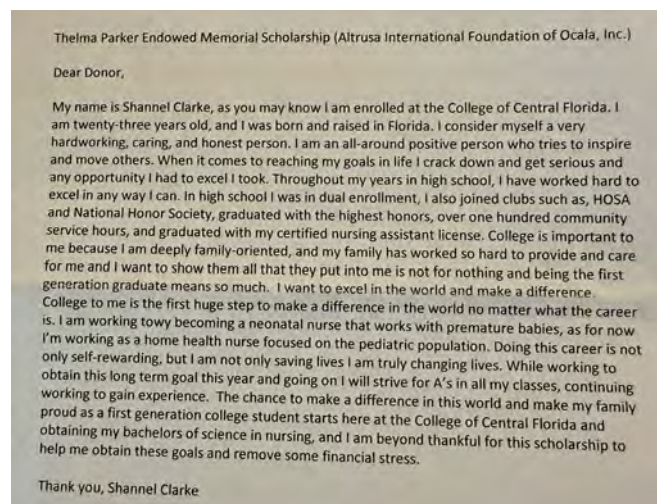 Thelma Parker Endowed Memorial Scholarship (Altrusa International Foundation of Ocala, Inc.)
Dear Donor,
My name is Shannel Clarke, as you may know I am enrolled at the College of Central Florida. I
am twenty-three years old, and I was born and raised in Florida. I consider myself a very
hardworking, caring, and honest person. I am an all-around positive person who tries to inspire
and move others. When it comes to reaching my goals in life I crack down and get serious and
any opportunity I had to excel I took. Throughout my years in high school, I have worked hard to
excel in any way I can. In high school I was in dual enrollment, I also joined clubs such as, HOSA
and National Honor Society, graduated with the highest honors, over one hundred community
service hours, and graduated with my certified nursing assistant license. College is important to
me because I am deeply family-oriented, and my family has worked so hard to provide and care
for me and I want to show them all that they put into me is not for nothing and being the first
generation graduate means so much. I want to excel in the world and make a difference.
College to me is the first huge step to make a difference in the world no matter what the career
is. I am working towy becoming a neonatal nurse that works with premature babies, as for now
I'm working as a home health nurse focused on the pediatric population. Doing this career is not
only self-rewarding, but I am not only saving lives I am truly changing lives. While working to
obtain this long term goal this year and going on I will strive for A's in all my classes, continuing
working to gain experience. The chance to make a difference in this world and make my family
proud as a first generation college student starts here at the College of Central Florida and
obtaining my bachelors of science in nursing, and I am beyond thankful for this scholarship to
help me obtain these goals and remove some financial stress.
Thank you, Shannel Clarke